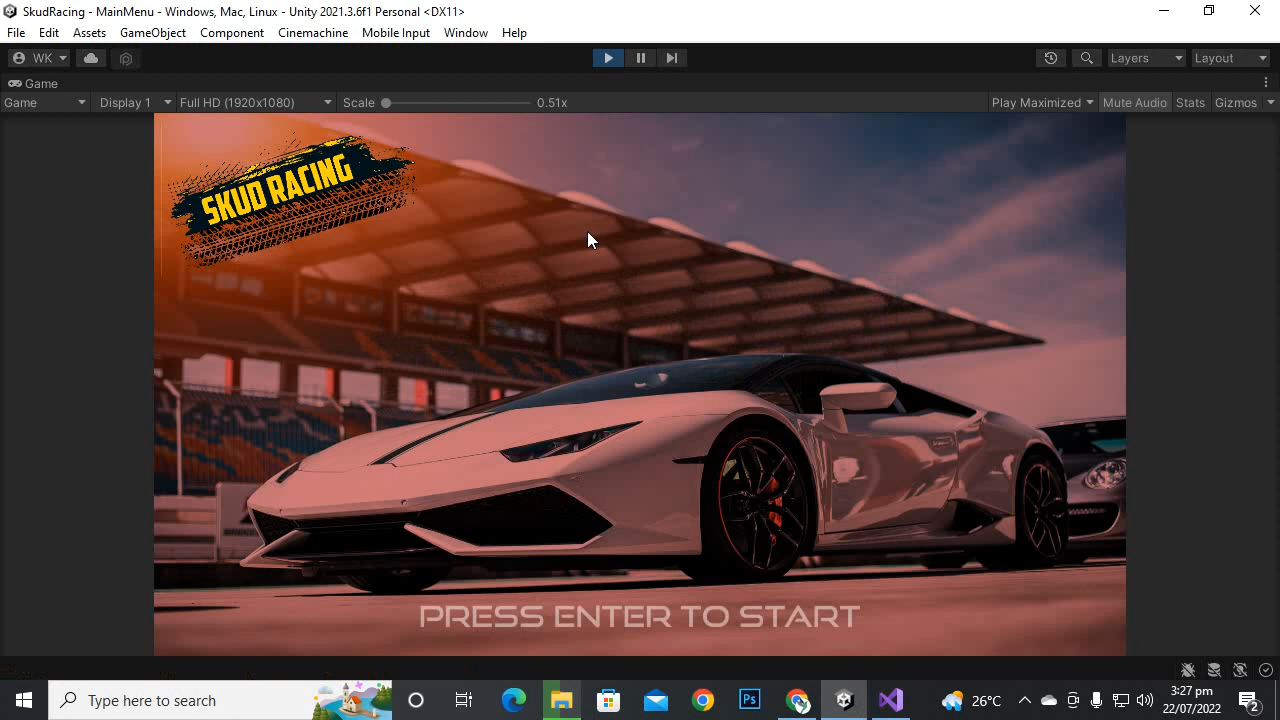 SkudRacing - MainMenu - Windows, Mac, Linux - Unity 2021.3.6f1 Personal <DX11>
File Edit Assets GameObject Component Cinemachine Mobile Input Window Help
WK Layers Layout
Game
Game Display 1 Full HD (1920x1080) Scale 0.51x Play Maximized Mute Audio Stats Gizmos
SKUD RACING
PRESS ENTER TO START
Type here to search Ps 26°C 3:27 pm
22/07/2022 2